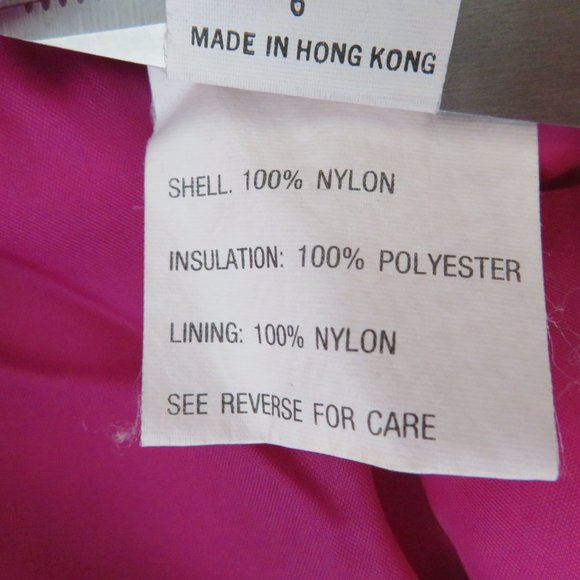 6
MADE IN HONG KONG
SHELL. 100% NYLON
INSULATION: 100% POLYESTER
LINING: 100% NYLON
SEE REVERSE FOR CARE